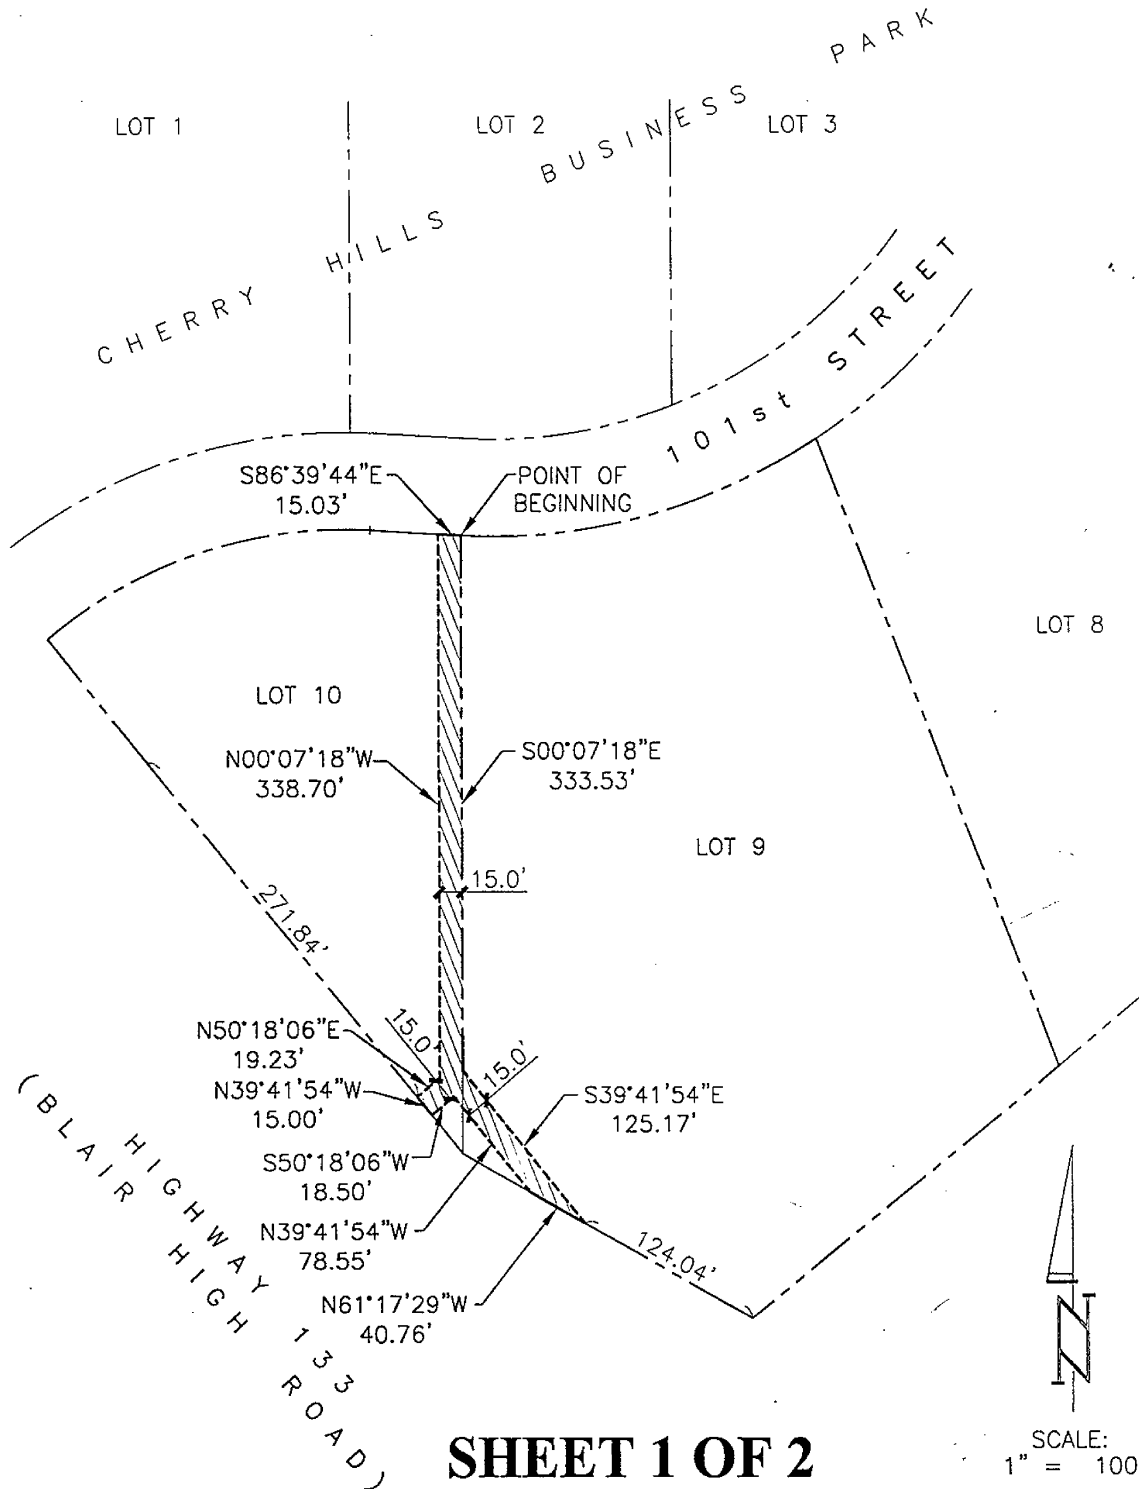 LOT 1
LOT 2
LOT 3
CHERRY HILLS BUSINESS PARK
101st STREET
S86°39'44"E
15.03'
POINT OF
BEGINNING
LOT 8
LOT 10
N00°07'18"W
338.70'
S00°07'18"E
333.53'
LOT 9
15.0'
271.84'
N50°18'06"E
19.23'
15.0'
15.0'
N39°41'54"W
15.00'
S39°41'54"E
125.17'
S50°18'06"W
18.50'
N39°41'54"W
78.55'
124.04'
N61°17'29"W
40.76'
HIGHWAY 133
(BLAIR HIGH ROAD)
N
SCALE:
1" = 100
SHEET 1 OF 2